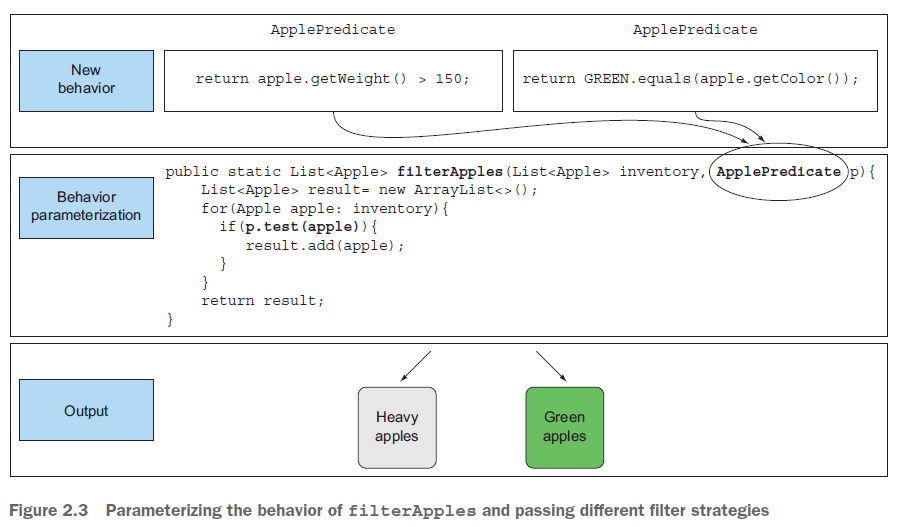 ApplePredicate
ApplePredicate
New
behavior
return apple.getWeight() > 150;
return GREEN.equals(apple.getColor());
Behavior
parameterization
public static List<Apple> filterApples(List<Apple> inventory, ApplePredicate p){
    List<Apple> result= new ArrayList<>();
    for(Apple apple: inventory){
      if(p.test(apple)){
         result.add(apple);
      }
    }
    return result;
}
Output
Heavy
apples
Green
apples
Figure 2.3 Parameterizing the behavior of filterApples and passing different filter strategies